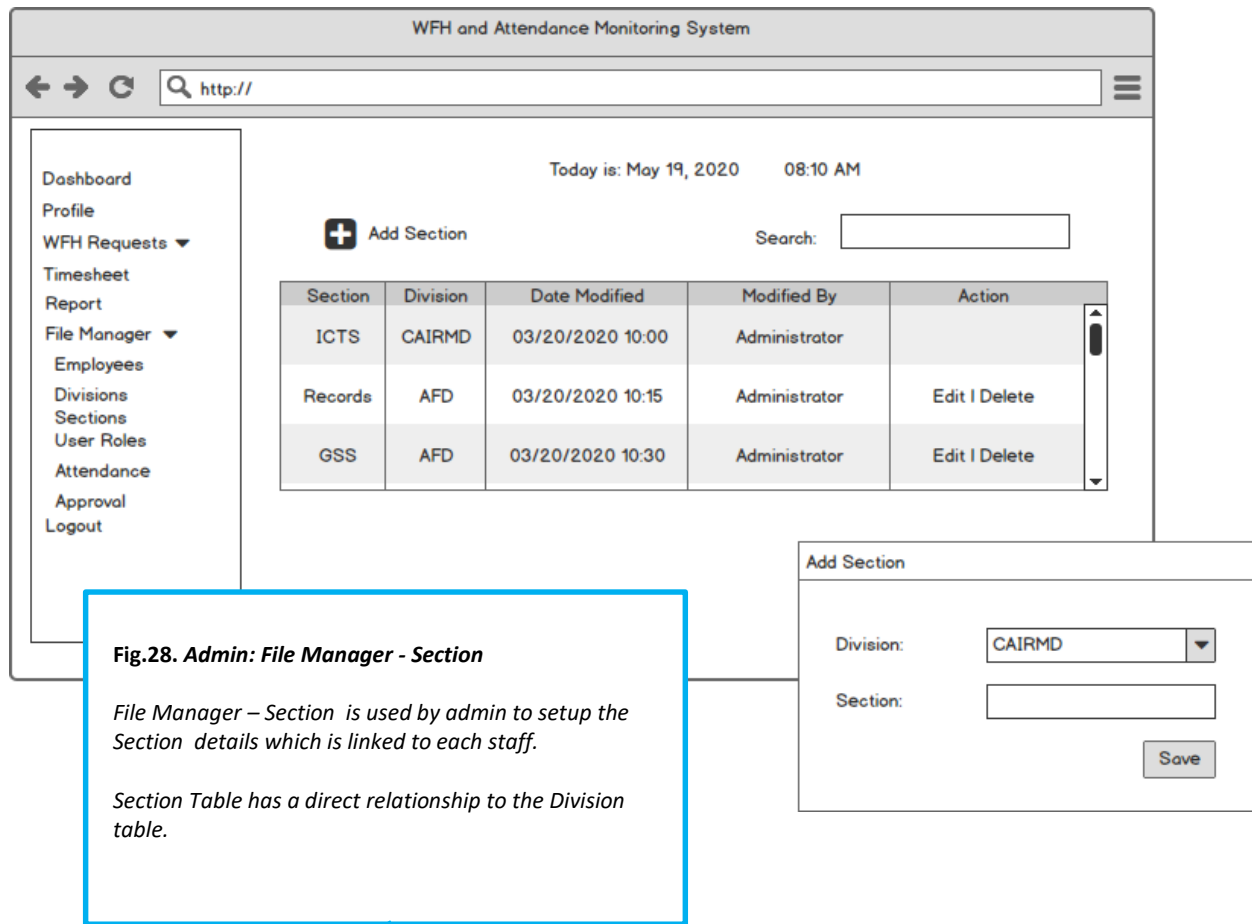 WFH and Attendance Monitoring System
http://
Dashboard
Profile
WFH Requests
Timesheet
Report
File Manager
Employees
Divisions
Sections
User Roles
Attendance
Approval
Logout
Today is: May 19, 2020 08:10 AM
Add Section
Search:
Section Division Date Modified Modified By Action
ICTS CAIRMD 03/20/2020 10:00 Administrator
Records AFD 03/20/2020 10:15 Administrator Edit | Delete
GSS AFD 03/20/2020 10:30 Administrator Edit | Delete
Add Section
Division: CAIRMD
Section:
Save
Fig.28. Admin: File Manager - Section
File Manager – Section is used by admin to setup the
Section details which is linked to each staff.
Section Table has a direct relationship to the Division
table.